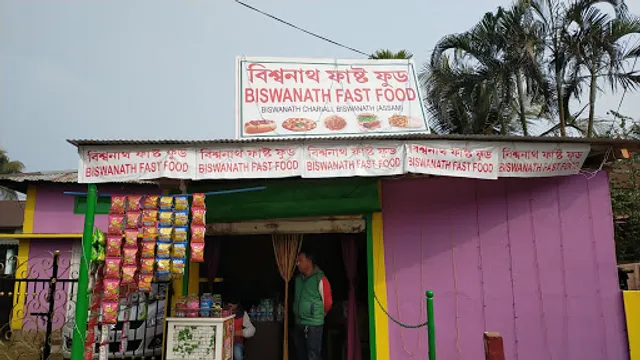 বিশ্বনাথ ফাষ্ট ফুড
BISWANATH FAST FOOD
BISWANATH CHARIALI, BISWANATH (ASSAM)
বিশ্বনাথ ফাষ্ট ফুড বিশ্বনাথ ফাষ্ট ফুড বিশ্বনাথ ফাষ্ট ফুড বিশ্বনাথ ফাষ্ট ফুড বিশ্বনাথ ফাষ্ট ফুড
BISWANATH FAST FOOD BISWANATH FAST FOOD BISWANATH FAST FOOD BISWANATH FAST FOOD BISWANATH FAST FOOD